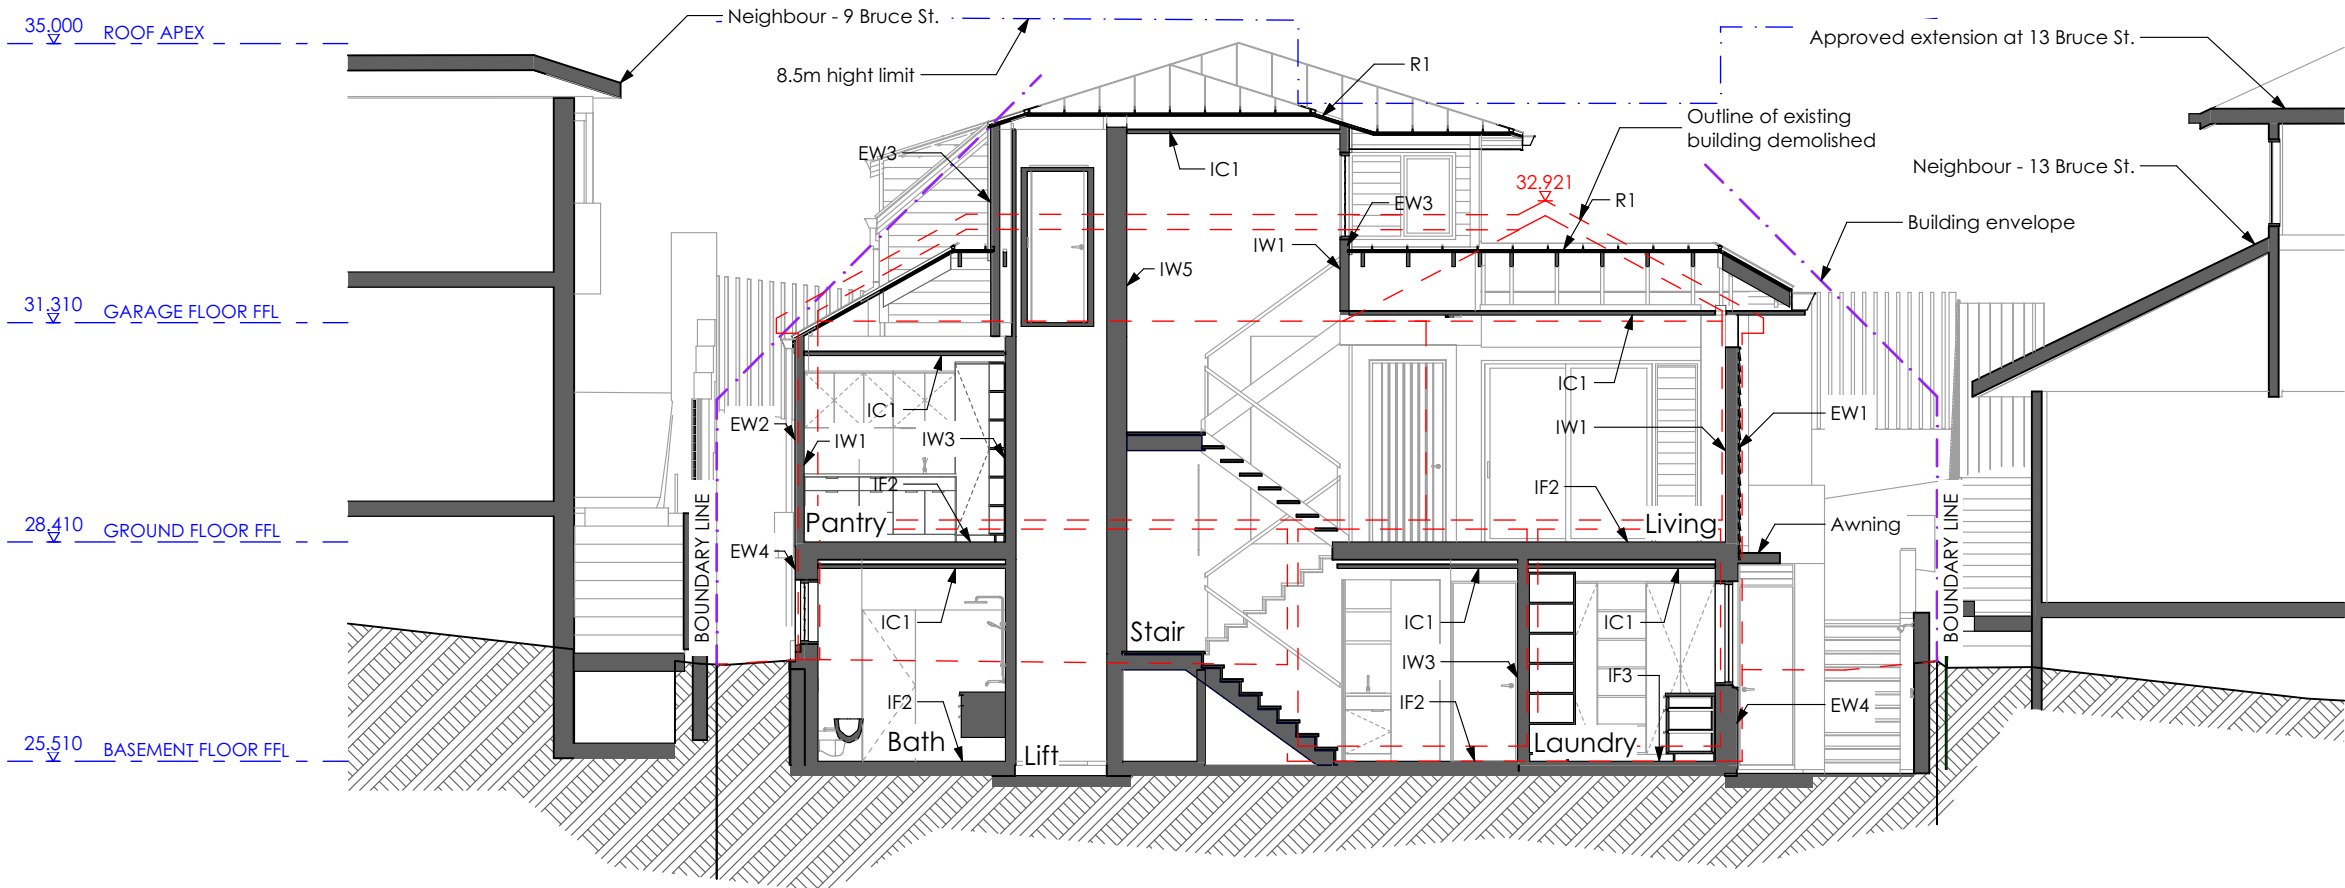 35.000 ROOF APEX
Neighbour - 9 Bruce St.
8.5m hight limit
R1
Approved extension at 13 Bruce St.
Outline of existing
building demolished
Neighbour - 13 Bruce St.
EW3
IC1
32.921
EW3
R1
Building envelope
IW1
IW5
31.310 GARAGE FLOOR FFL
IC1
IC1
EW2
IW1
IW3
IW1
EW1
IF2
IF2
Pantry
Living
Awning
28.410 GROUND FLOOR FFL
EW4
BOUNDARY LINE
BOUNDARY LINE
IC1
Stair
IC1
IC1
IW3
IF3
IF2
IF2
EW4
Bath
Lift
Laundry
25.510 BASEMENT FLOOR FFL